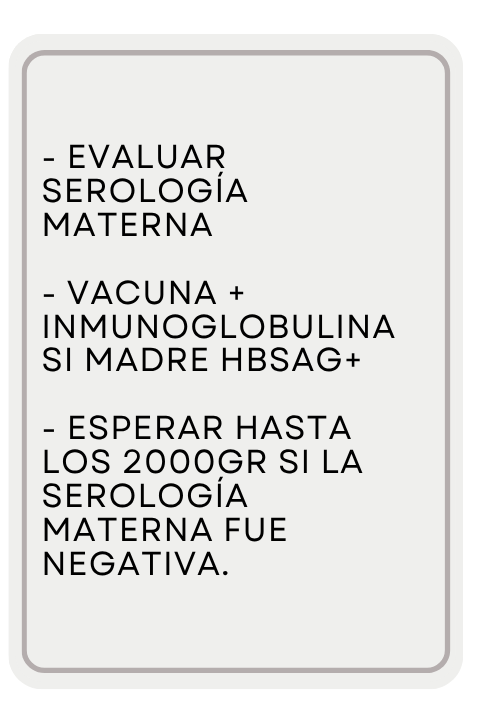 - EVALUAR
SEROLOGÍA
MATERNA
- VACUNA +
INMUNOGLOBULINA
SI MADRE HBSAG+
- ESPERAR HASTA
LOS 2000GR SI LA
SEROLOGÍA
MATERNA FUE
NEGATIVA.